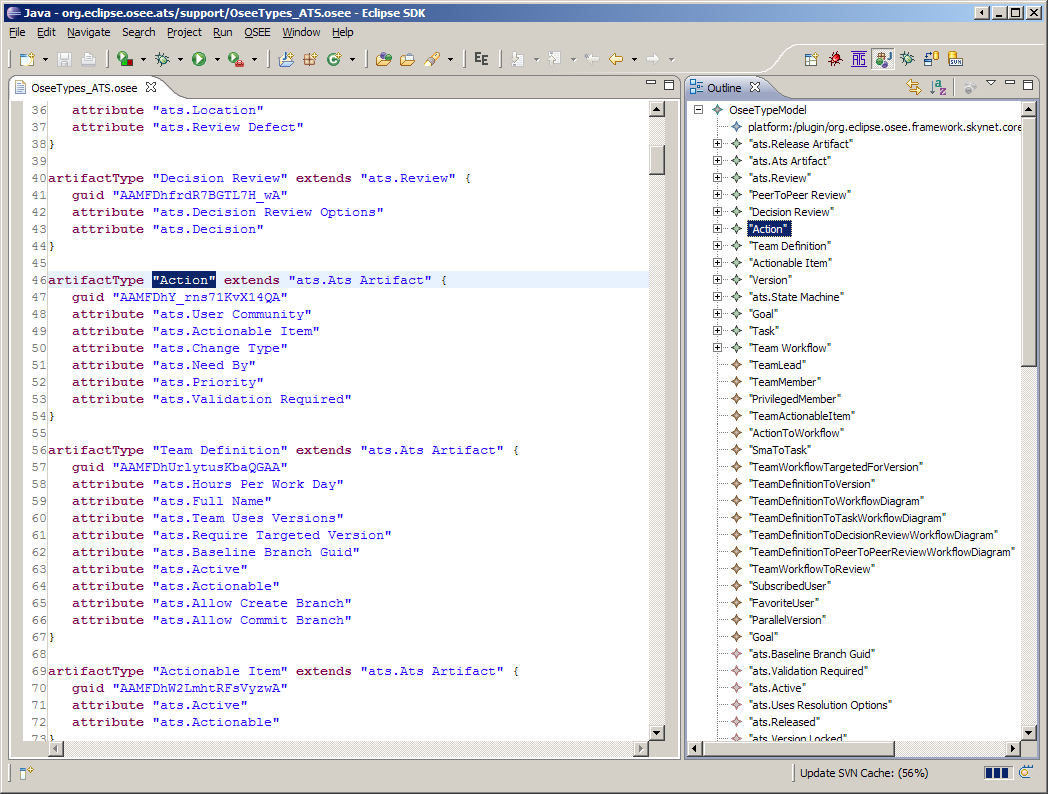 Java - org.eclipse.osee.ats/support/OseeTypes_ATS.osee - Eclipse SDK
File Edit Navigate Search Project Run OSEE Window Help
EE
ATS
SVN
OseeTypes_ATS.osee
36 attribute "ats.Location"
37 attribute "ats.Review Defect"
38 }
39
40 artifactType "Decision Review" extends "ats.Review" {
41 guid "AAMFDhfrdR7BGTL7H_wA"
42 attribute "ats.Decision Review Options"
43 attribute "ats.Decision"
44 }
45
46 artifactType "Action" extends "ats.Ats Artifact" {
47 guid "AAMFDhY_rns71KvX14QA"
48 attribute "ats.User Community"
49 attribute "ats.Actionable Item"
50 attribute "ats.Change Type"
51 attribute "ats.Need By"
52 attribute "ats.Priority"
53 attribute "ats.Validation Required"
54 }
55
56 artifactType "Team Definition" extends "ats.Ats Artifact" {
57 guid "AAMFDhUrlytusKbaQGAA"
58 attribute "ats.Hours Per Work Day"
59 attribute "ats.Full Name"
60 attribute "ats.Team Uses Versions"
61 attribute "ats.Require Targeted Version"
62 attribute "ats.Baseline Branch Guid"
63 attribute "ats.Active"
64 attribute "ats.Actionable"
65 attribute "ats.Allow Create Branch"
66 attribute "ats.Allow Commit Branch"
67 }
68
69 artifactType "Actionable Item" extends "ats.Ats Artifact" {
70 guid "AAMFDhW2LmhtRFsVyzwA"
71 attribute "ats.Active"
72 attribute "ats.Actionable"
73 }
Outline
OseeTypeModel
platform:/plugin/org.eclipse.osee.framework.skynet.core
"ats.Release Artifact"
"ats.Ats Artifact"
"ats.Review"
"PeerToPeer Review"
"Decision Review"
"Action"
"Team Definition"
"Actionable Item"
"Version"
"ats.State Machine"
"Goal"
"Task"
"Team Workflow"
"TeamLead"
"TeamMember"
"PrivilegedMember"
"TeamActionableItem"
"ActionToWorkflow"
"SmaToTask"
"TeamWorkflowTargetedForVersion"
"TeamDefinitionToVersion"
"TeamDefinitionToWorkflowDiagram"
"TeamDefinitionToTaskWorkflowDiagram"
"TeamDefinitionToDecisionReviewWorkflowDiagram"
"TeamDefinitionToPeerToPeerReviewWorkflowDiagram"
"TeamWorkflowToReview"
"SubscribedUser"
"FavoriteUser"
"ParallelVersion"
"Goal"
"ats.Baseline Branch Guid"
"ats.Validation Required"
"ats.Active"
"ats.Uses Resolution Options"
"ats.Released"
"ats.Version Locked"
Update SVN Cache: (56%)